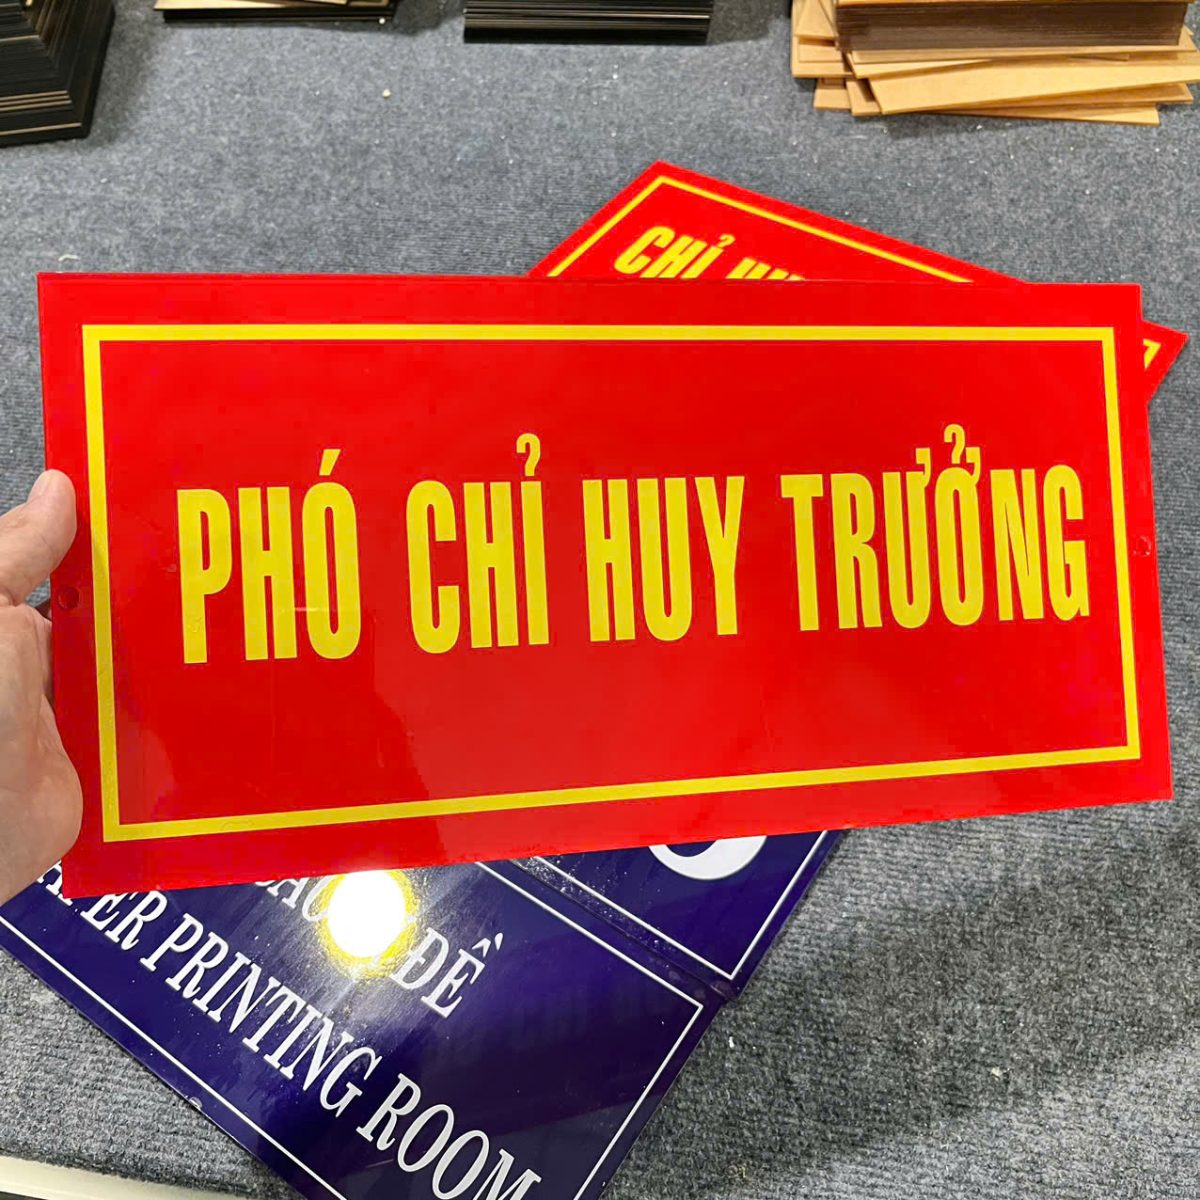 CHỈ
PHÓ CHỈ HUY TRƯỞNG
ĐỀ
PRINTING ROOM